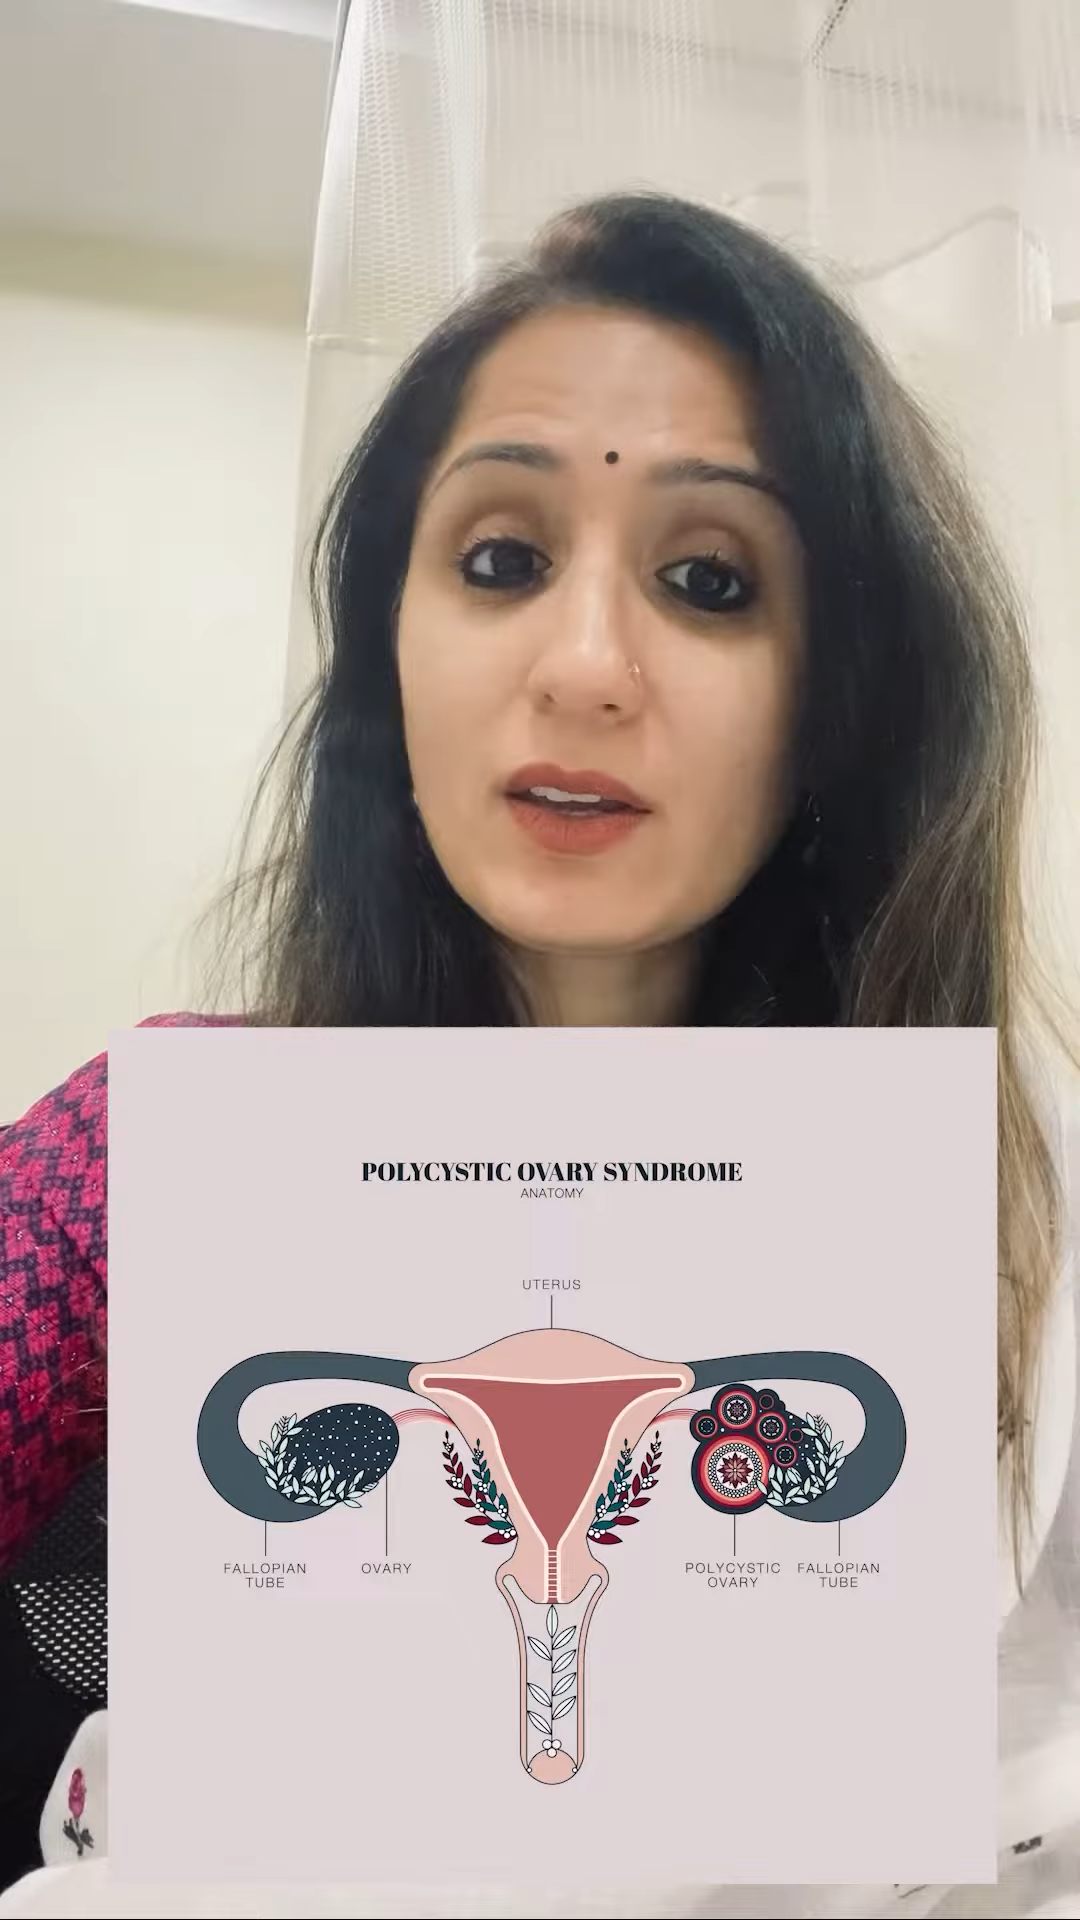 POLYCYSTIC OVARY SYNDROME
ANATOMY
UTERUS
FALLOPIAN
TUBE
OVARY
POLYCYSTIC
OVARY
FALLOPIAN
TUBE